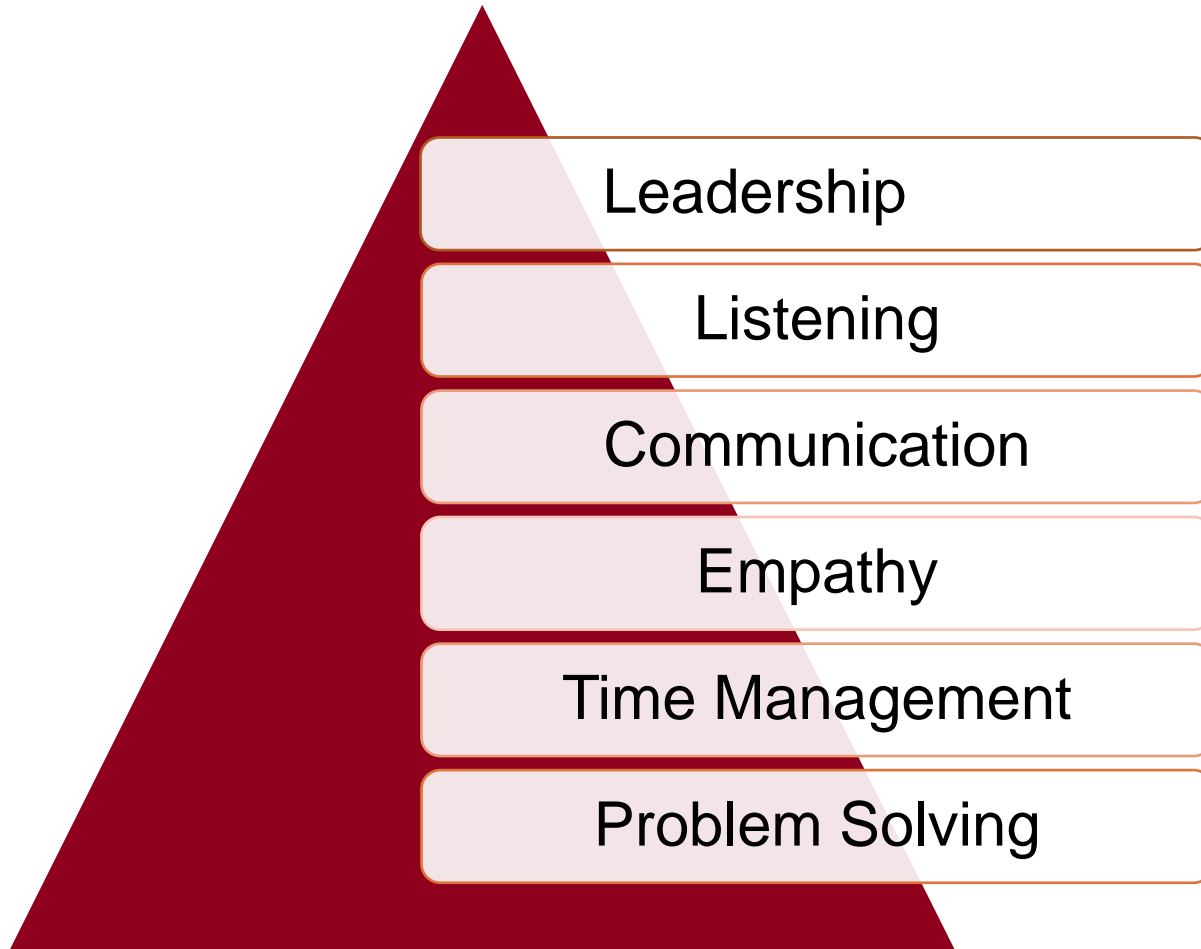 Leadership
Listening
Communication
Empathy
Time Management
Problem Solving